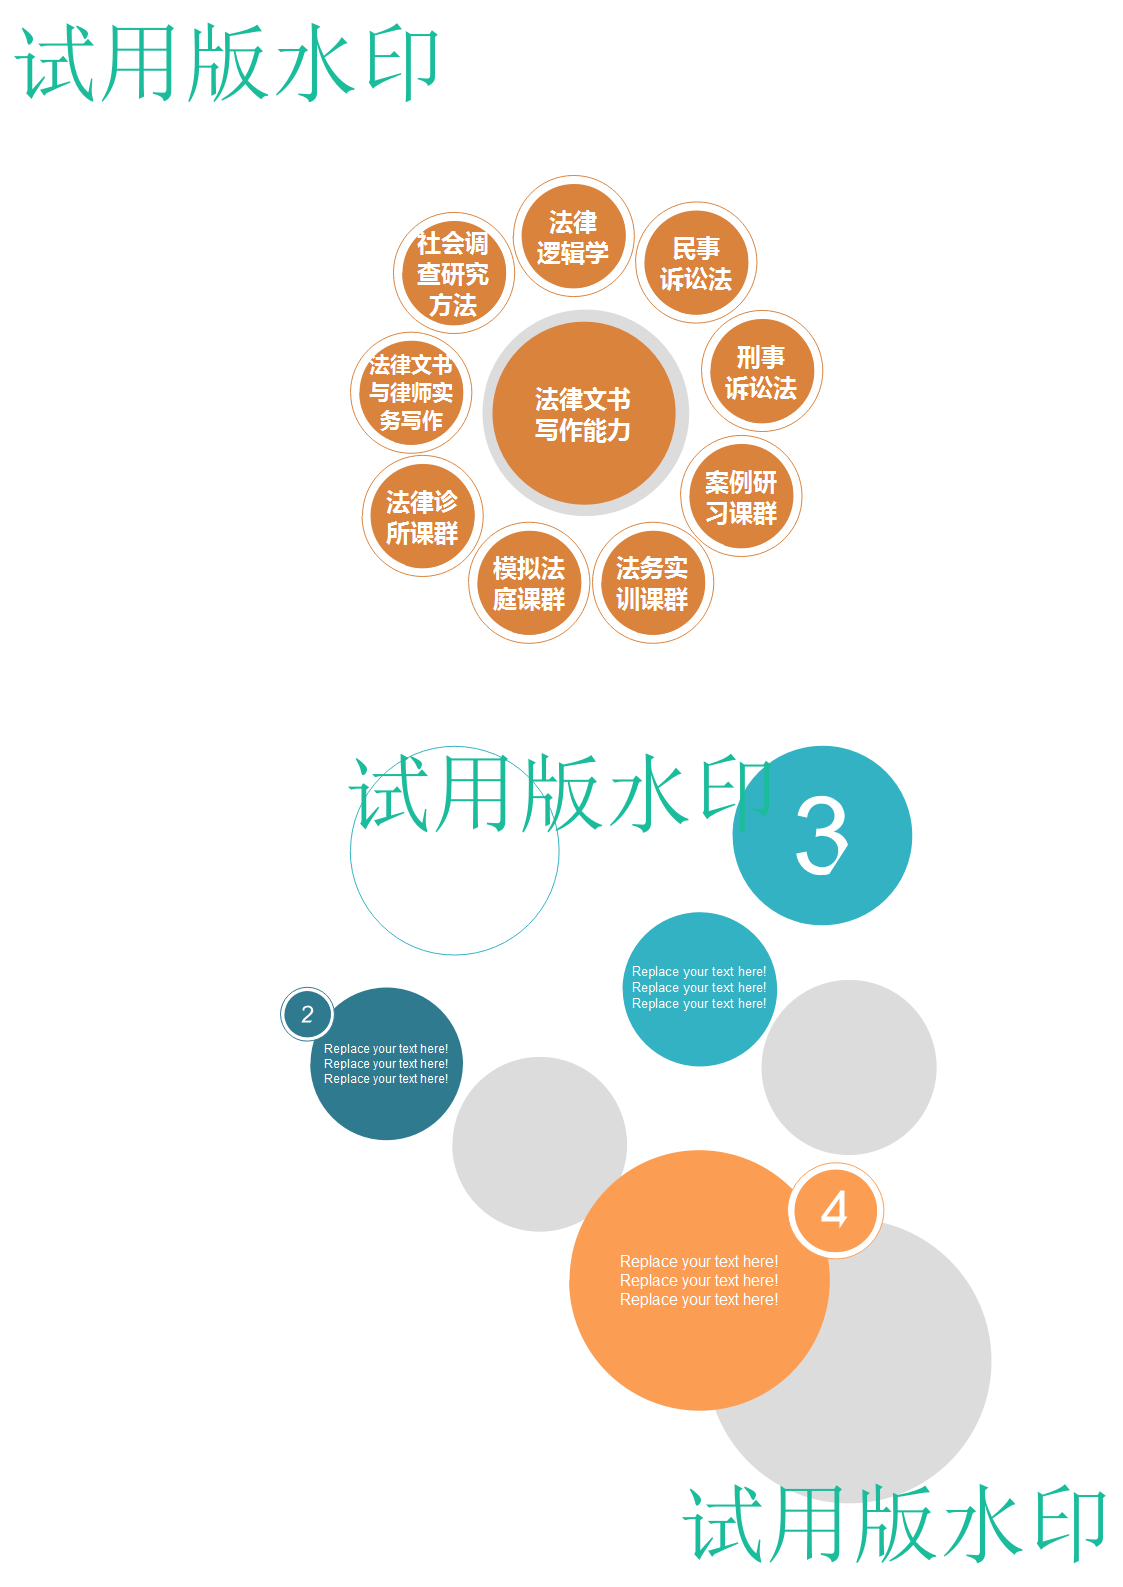 试用版水印
法律
逻辑学
民事
诉讼法
社会调
查研究
方法
刑事
诉讼法
法律文书
与律师实
务写作
法律文书
写作能力
案例研
习课群
法律诊
所课群
模拟法
庭课群
法务实
训课群
试用版水印
3
Replace your text here!
Replace your text here!
Replace your text here!
2
Replace your text here!
Replace your text here!
Replace your text here!
4
Replace your text here!
Replace your text here!
Replace your text here!
试用版水印